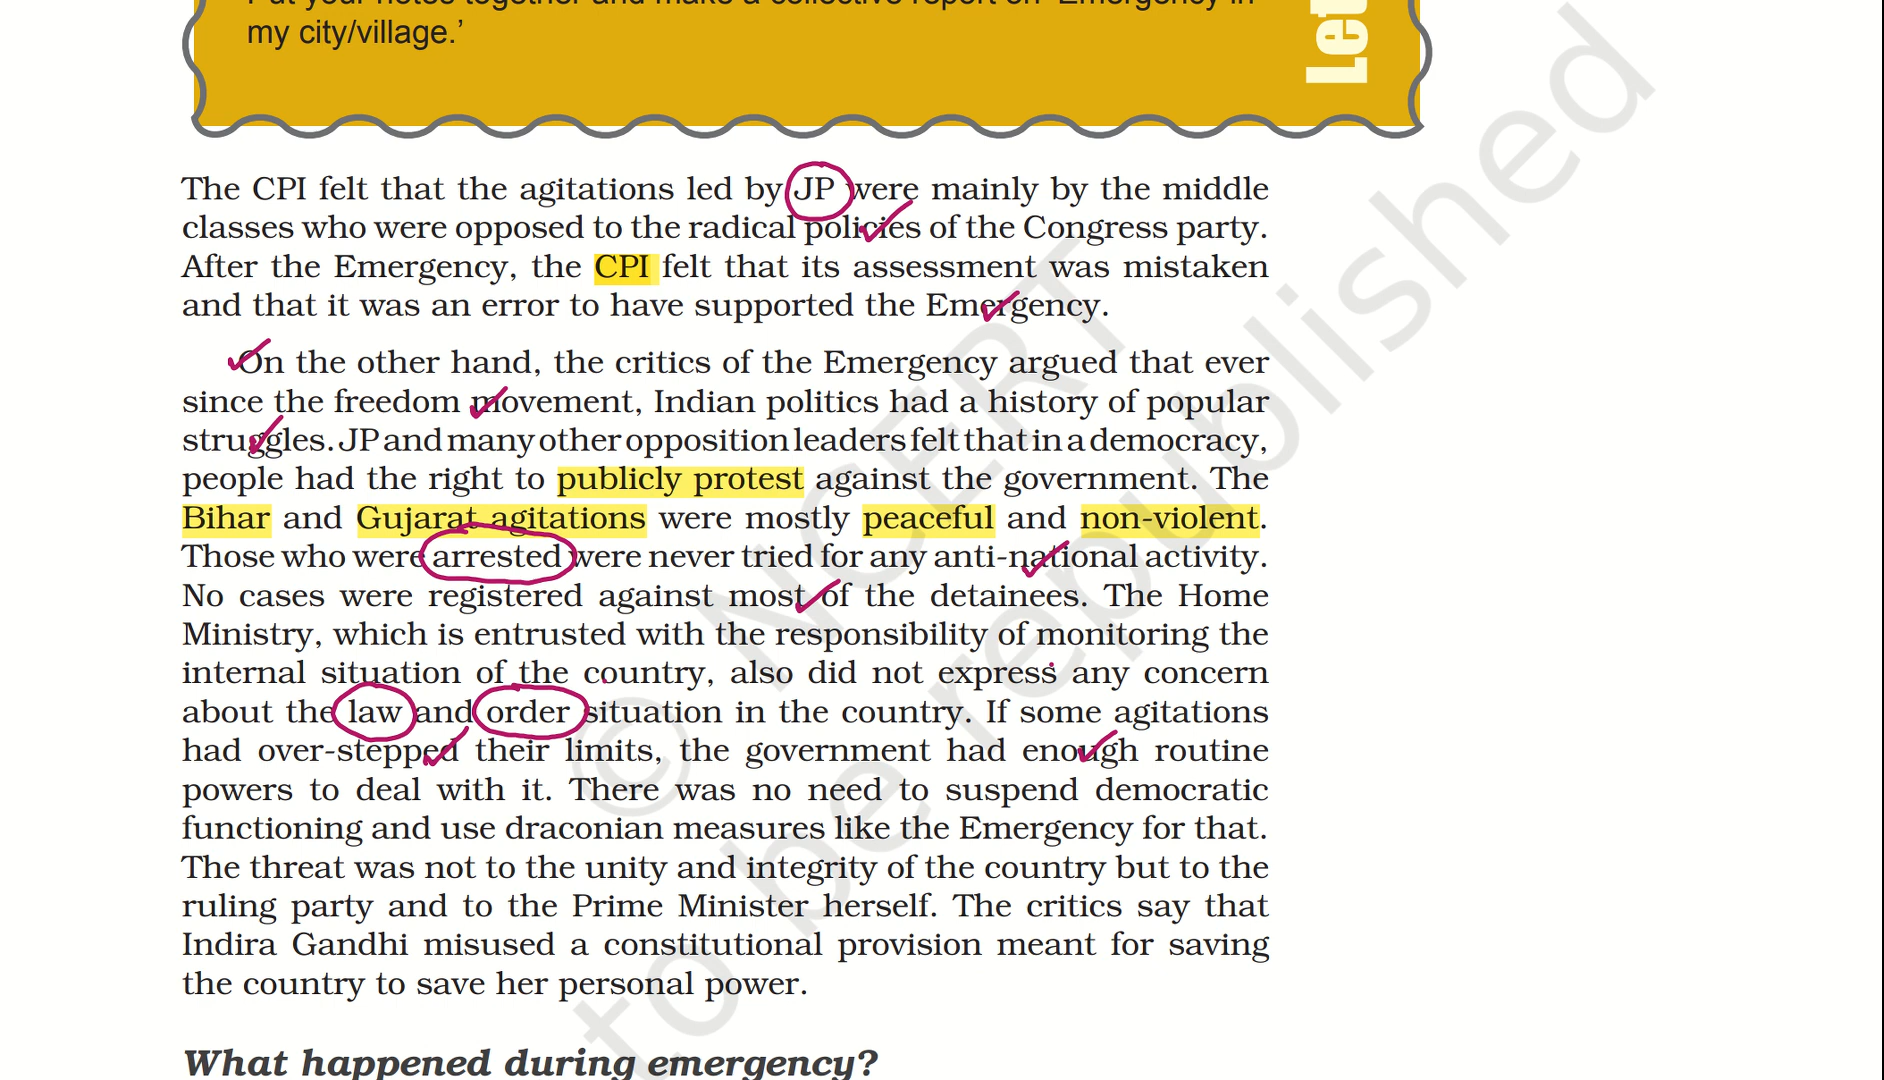 my city/village.’
Let
The CPI felt that the agitations led by JP were mainly by the middle
classes who were opposed to the radical policies of the Congress party.
After the Emergency, the CPI felt that its assessment was mistaken
and that it was an error to have supported the Emergency.
On the other hand, the critics of the Emergency argued that ever
since the freedom movement, Indian politics had a history of popular
struggles. JP and many other opposition leaders felt that in a democracy,
people had the right to publicly protest against the government. The
Bihar and Gujarat agitations were mostly peaceful and non-violent.
Those who were arrested were never tried for any anti-national activity.
No cases were registered against most of the detainees. The Home
Ministry, which is entrusted with the responsibility of monitoring the
internal situation of the country, also did not express any concern
about the law and order situation in the country. If some agitations
had over-stepped their limits, the government had enough routine
powers to deal with it. There was no need to suspend democratic
functioning and use draconian measures like the Emergency for that.
The threat was not to the unity and integrity of the country but to the
ruling party and to the Prime Minister herself. The critics say that
Indira Gandhi misused a constitutional provision meant for saving
the country to save her personal power.
What happened during emergency?
© NCERT
to be republished